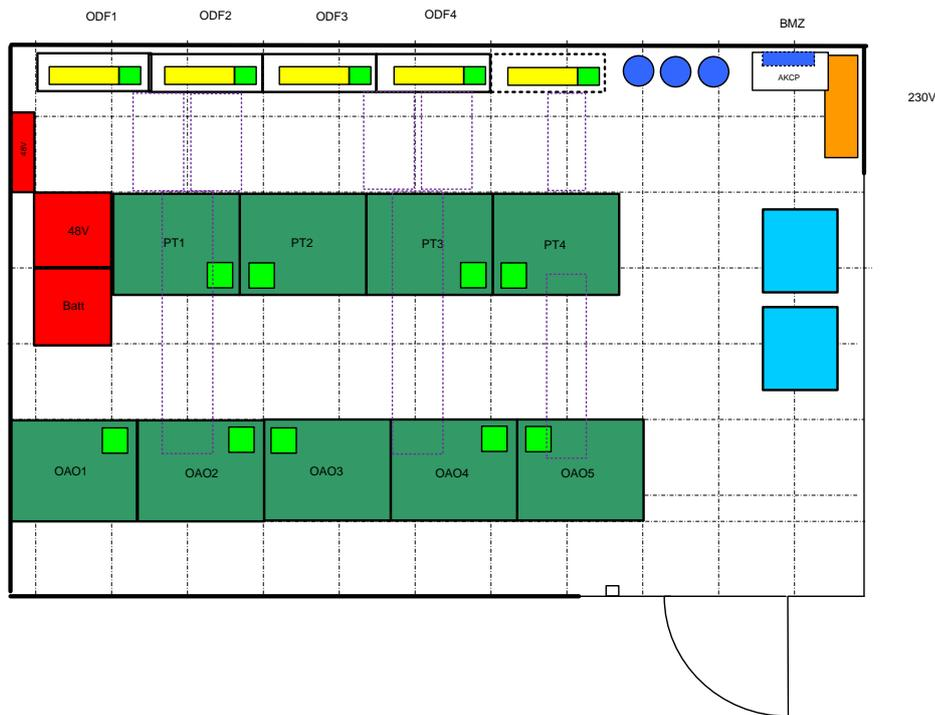 ODF1
ODF2
ODF3
ODF4
BMZ
AKCP
230V
48V
48V
PT1
PT2
PT3
PT4
Batt
OAO1
OAO2
OAO3
OAO4
OAO5